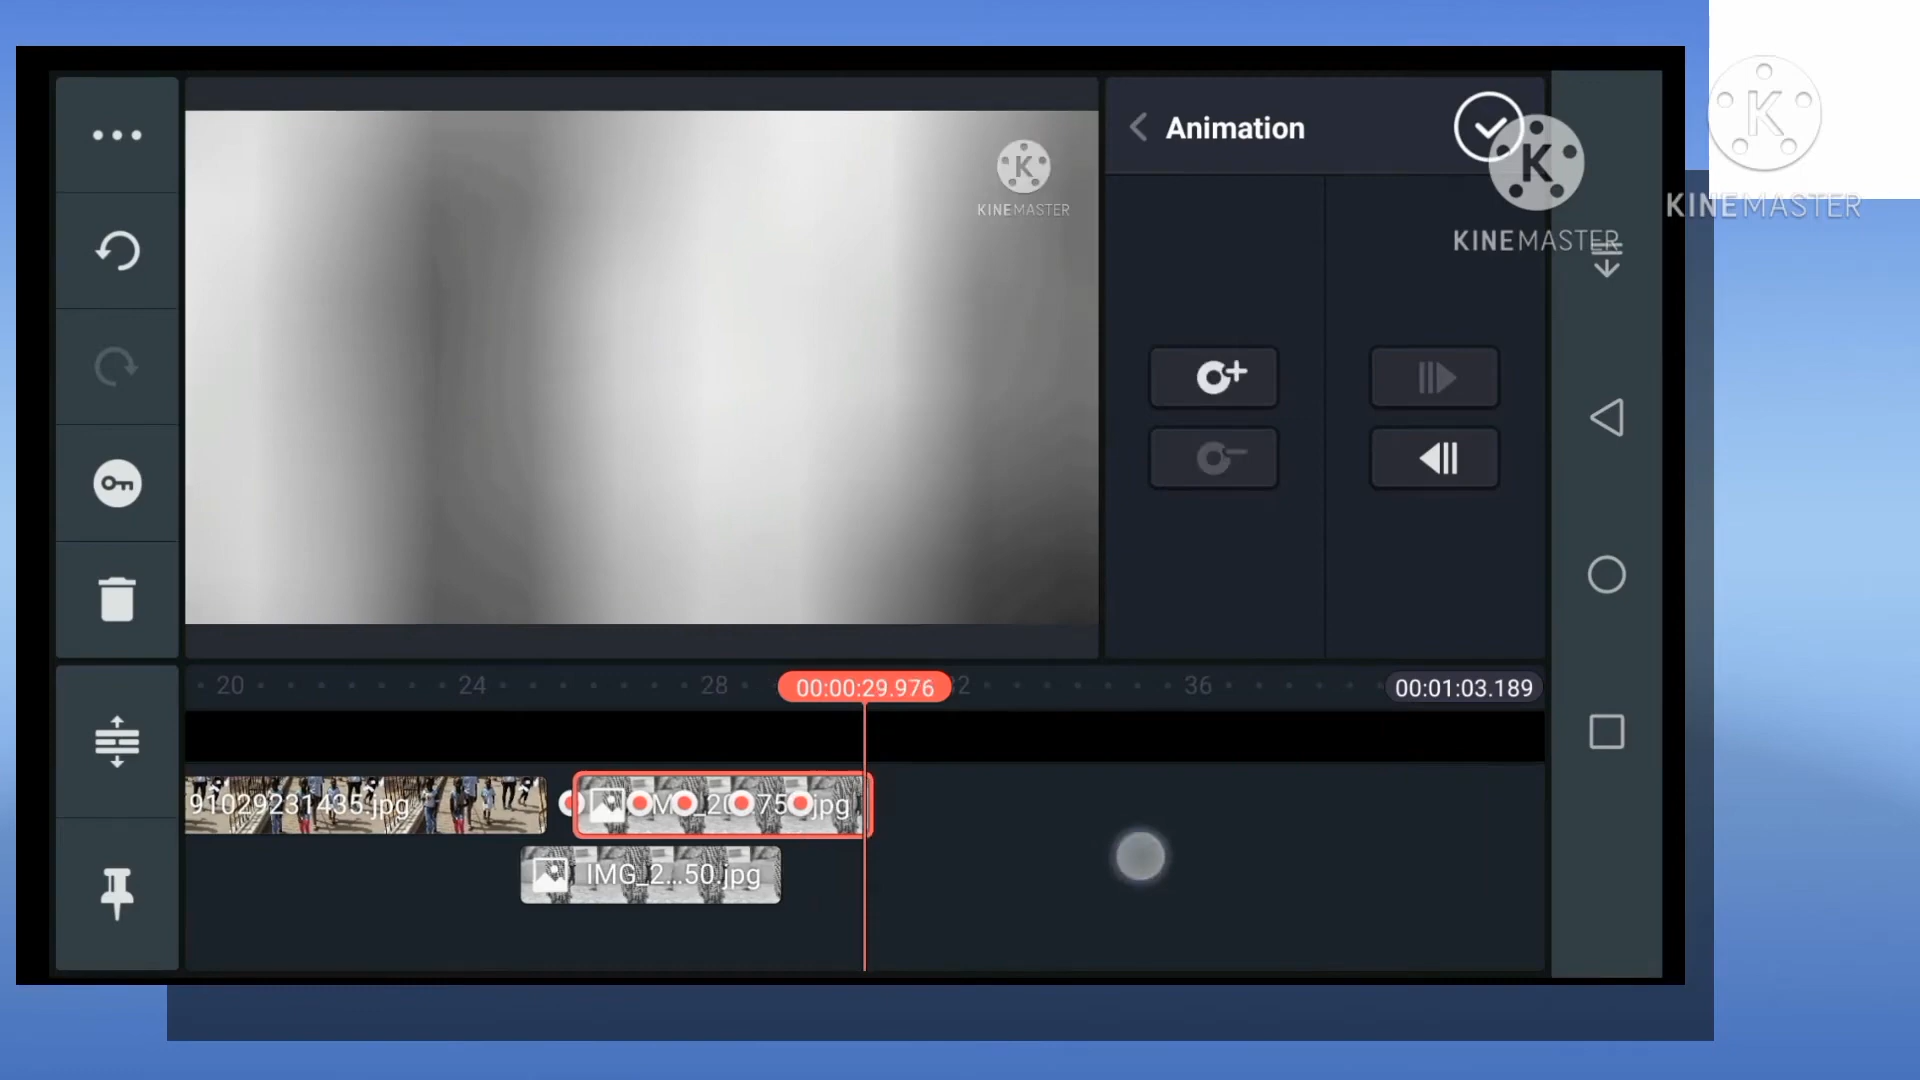 Animation
KINEMASTER
KINEMASTER
KINEMASTER
20
24
28
00:00:29.976
36
00:01:03.189
91029231435.jpg
IMG_2...50.jpg